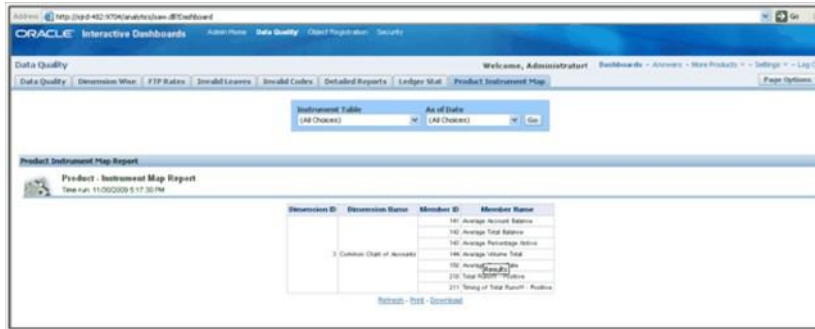 Address http://iqrd-482:9704/analytics/saw.dll?Dashboard Go
ORACLE Interactive Dashboards Admin Home Data Quality Object Registration Security
Data Quality Welcome, Administrator! Dashboards - Answers - More Products - Settings - Log O
Data Quality Dimension Wise FTP Rates Invalid Leaves Invalid Codes Detailed Reports Ledger Stat Product Instrument Map Page Options
Instrument Table As of Date
(All Choices) (All Choices) Go
Product Instrument Map Report
Product - Instrument Map Report
Time run: 11/30/2009 5:17:30 PM
Dimension ID Dimension Name Member ID Member Name
141 Average Account Balance
142 Average Total Balance
143 Average Percentage Active
3 Common Chart of Accounts 144 Average Volume Total
Results
210 Total Runoff - Positive
211 Timing of Total Runoff - Positive
Refresh - Print - Download